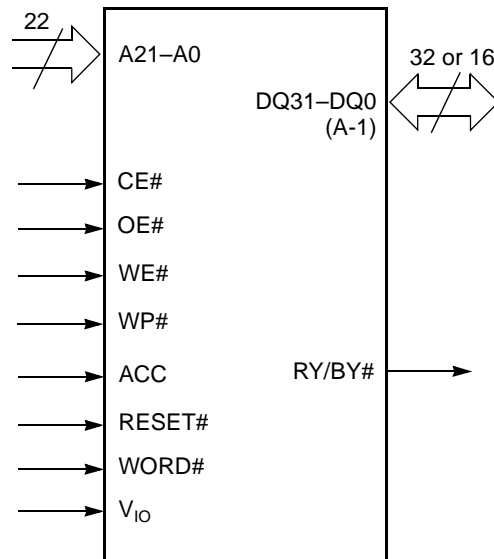 22
A21–A0
32 or 16
DQ31–DQ0
(A-1)
CE#
OE#
WE#
WP#
ACC
RY/BY#
RESET#
WORD#
VIO